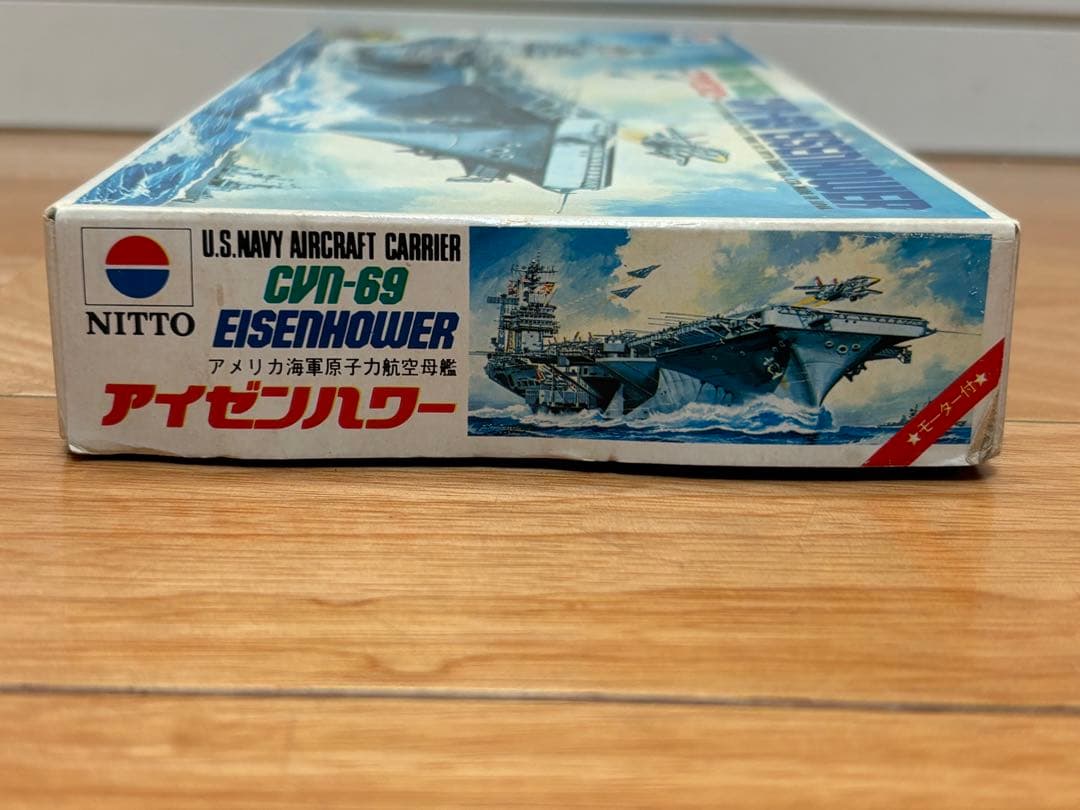 EISENHOWER
NITTO
U.S.NAVY AIRCRAFT CARRIER
CVN-69
EISENHOWER
アメリカ海軍原子力航空母艦
アイゼンハワー
★モーター付★